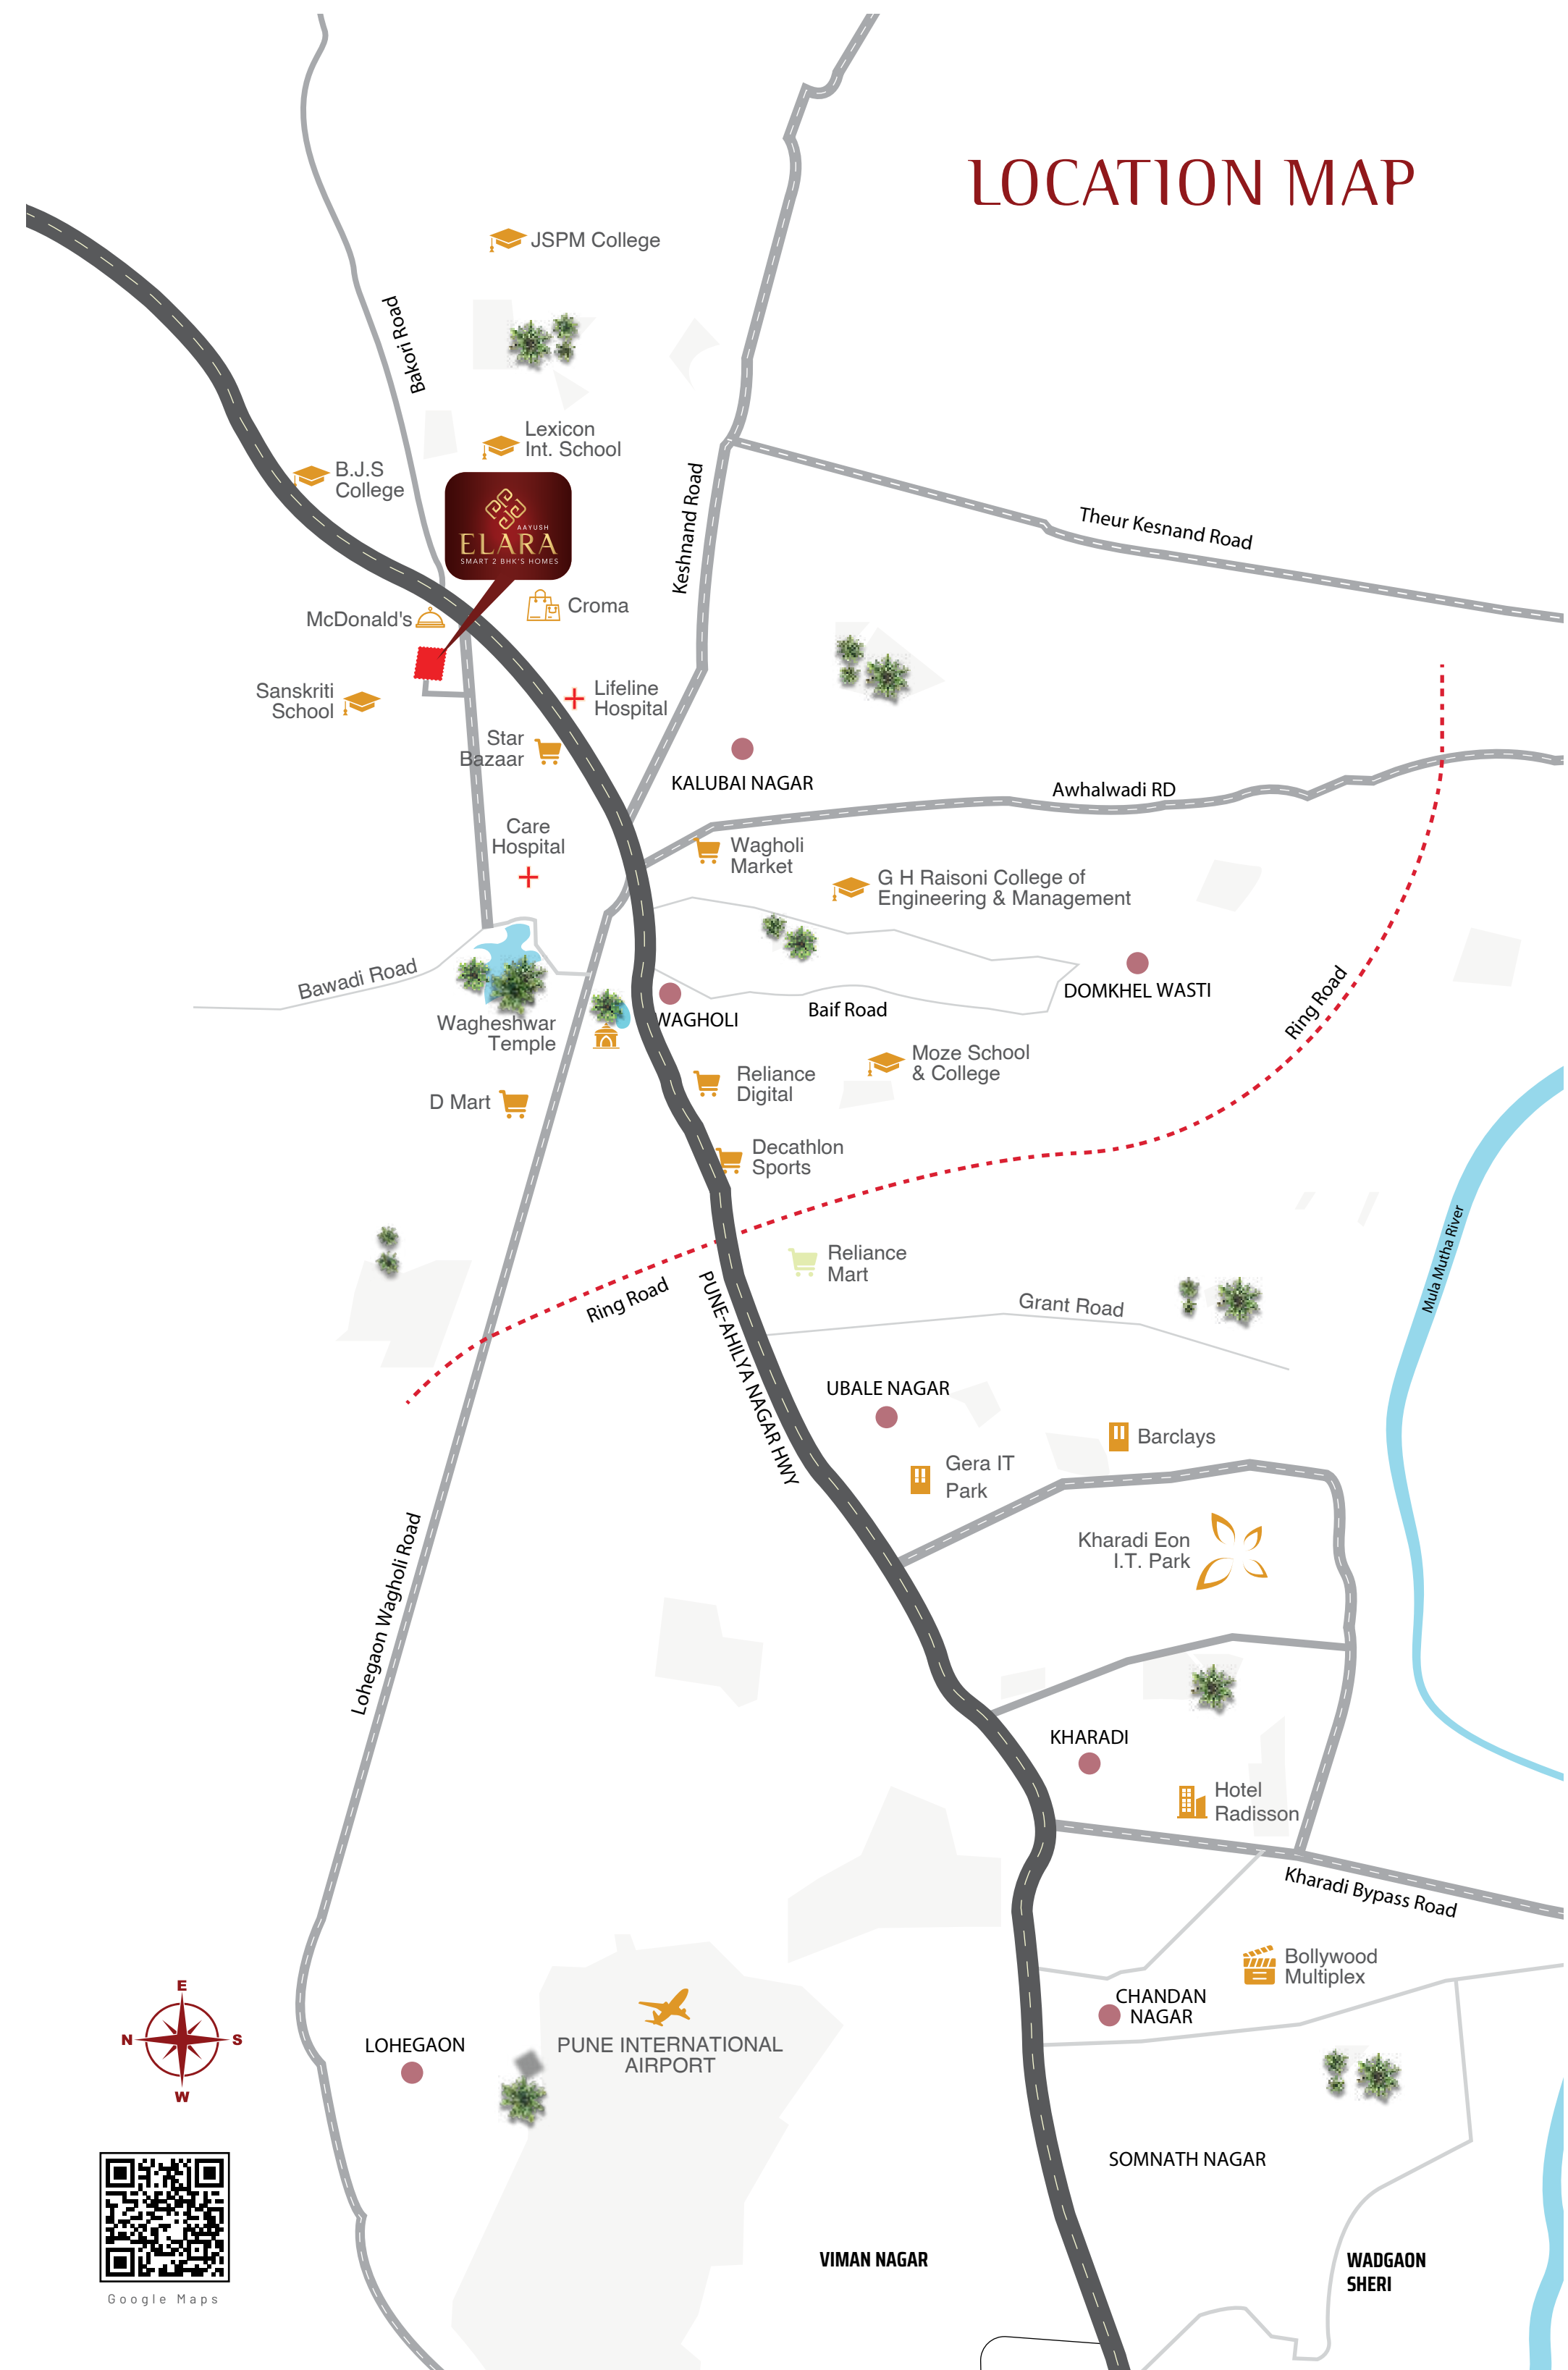 LOCATION MAP
JSPM College
Bakori Road
Lexicon
Int. School
B.J.S
College
Keshnand Road
AAYUSH
ELARA
SMART 2 BHK'S HOMES
Theur Kesnand Road
McDonald's
Croma
Sanskriti
School
Lifeline
Hospital
Star
Bazaar
KALUBAI NAGAR
Awhalwadi RD
Care
Hospital
Wagholi
Market
G H Raisoni College of
Engineering & Management
Bawadi Road
DOMKHEL WASTI
Ring Road
Baif Road
WAGHOLI
Wagheshwar
Temple
Moze School
& College
Reliance
Digital
D Mart
Decathlon
Sports
Mula Mutha River
Reliance
Mart
Ring Road
Grant Road
PUNE-AHILYA NAGAR HWY
UBALE NAGAR
Barclays
Gera IT
Park
Kharadi Eon
I.T. Park
Lohegaon Wagholi Road
KHARADI
Hotel
Radisson
Kharadi Bypass Road
Bollywood
Multiplex
CHANDAN
NAGAR
E
N
S
W
LOHEGAON
PUNE INTERNATIONAL
AIRPORT
SOMNATH NAGAR
VIMAN NAGAR
WADGAON
SHERI
Google Maps